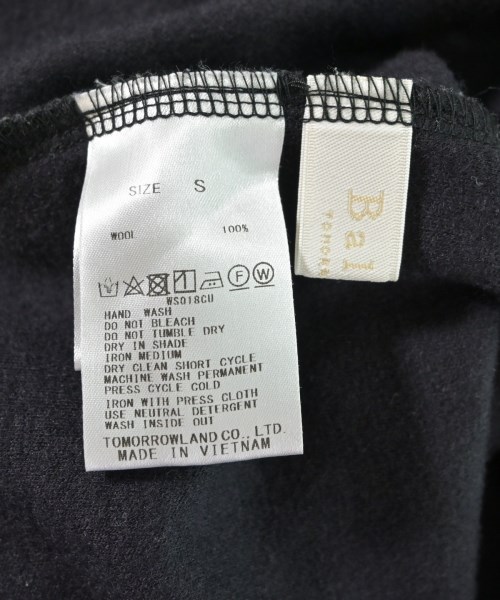 SIZE S
WOOL 100%
F W
WS018CU
HAND WASH
DO NOT BLEACH
DO NOT TUMBLE DRY
DRY IN SHADE
IRON MEDIUM
DRY CLEAN SHORT CYCLE
MACHINE WASH PERMANENT
PRESS CYCLE COLD
IRON WITH PRESS CLOTH
USE NEUTRAL DETERGENT
WASH INSIDE OUT
TOMORROWLAND CO., LTD.
MADE IN VIETNAM